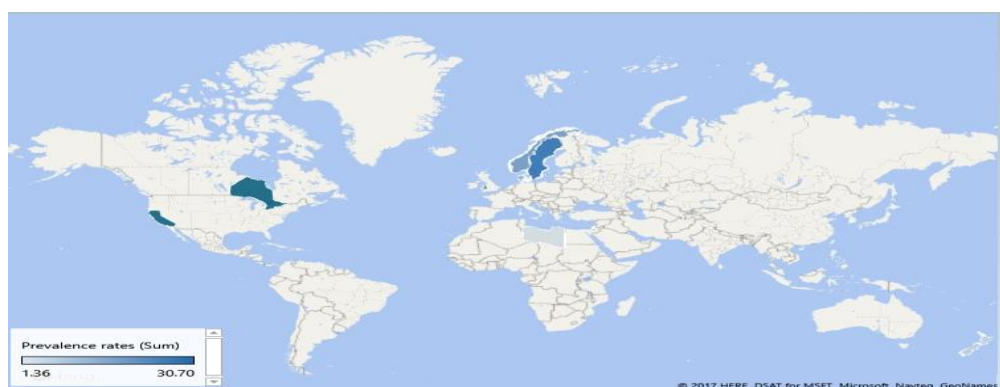 Prevalence rates (Sum)
1.36 30.70
© 2017 HERE, DSAT for MSFT, Microsoft, Navteq, GeoNames